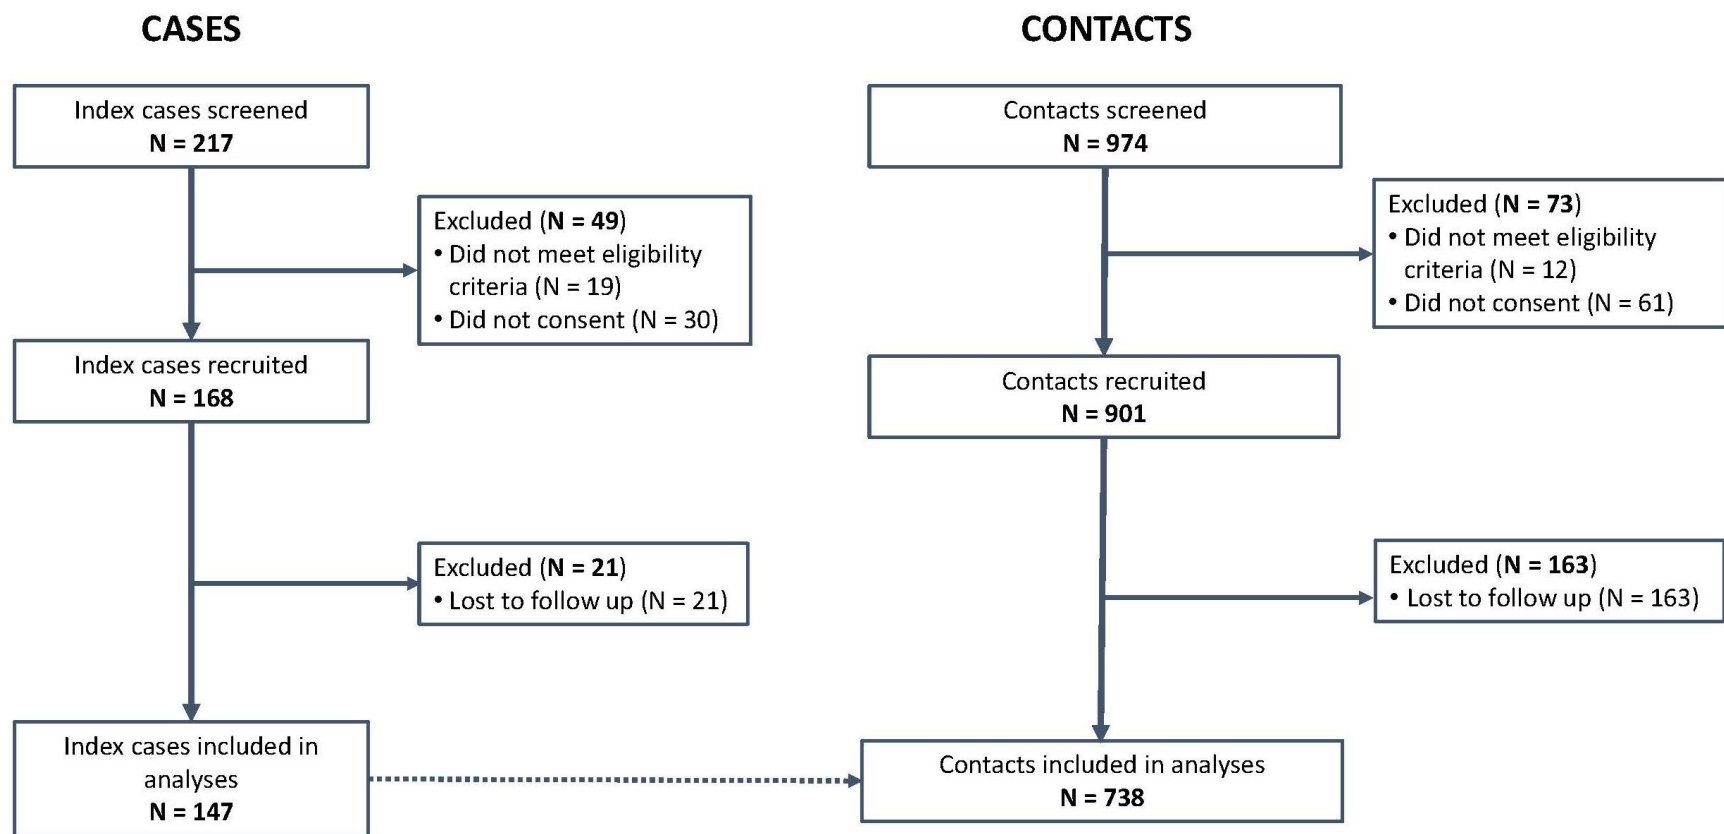 CASES
Index cases screened
N = 217
Excluded (N = 49)
• Did not meet eligibility
criteria (N = 19)
• Did not consent (N = 30)
Index cases recruited
N = 168
Excluded (N = 21)
• Lost to follow up (N = 21)
Index cases included in
analyses
N = 147
CONTACTS
Contacts screened
N = 974
Excluded (N = 73)
• Did not meet eligibility
criteria (N = 12)
• Did not consent (N = 61)
Contacts recruited
N = 901
Excluded (N = 163)
• Lost to follow up (N = 163)
Contacts included in analyses
N = 738